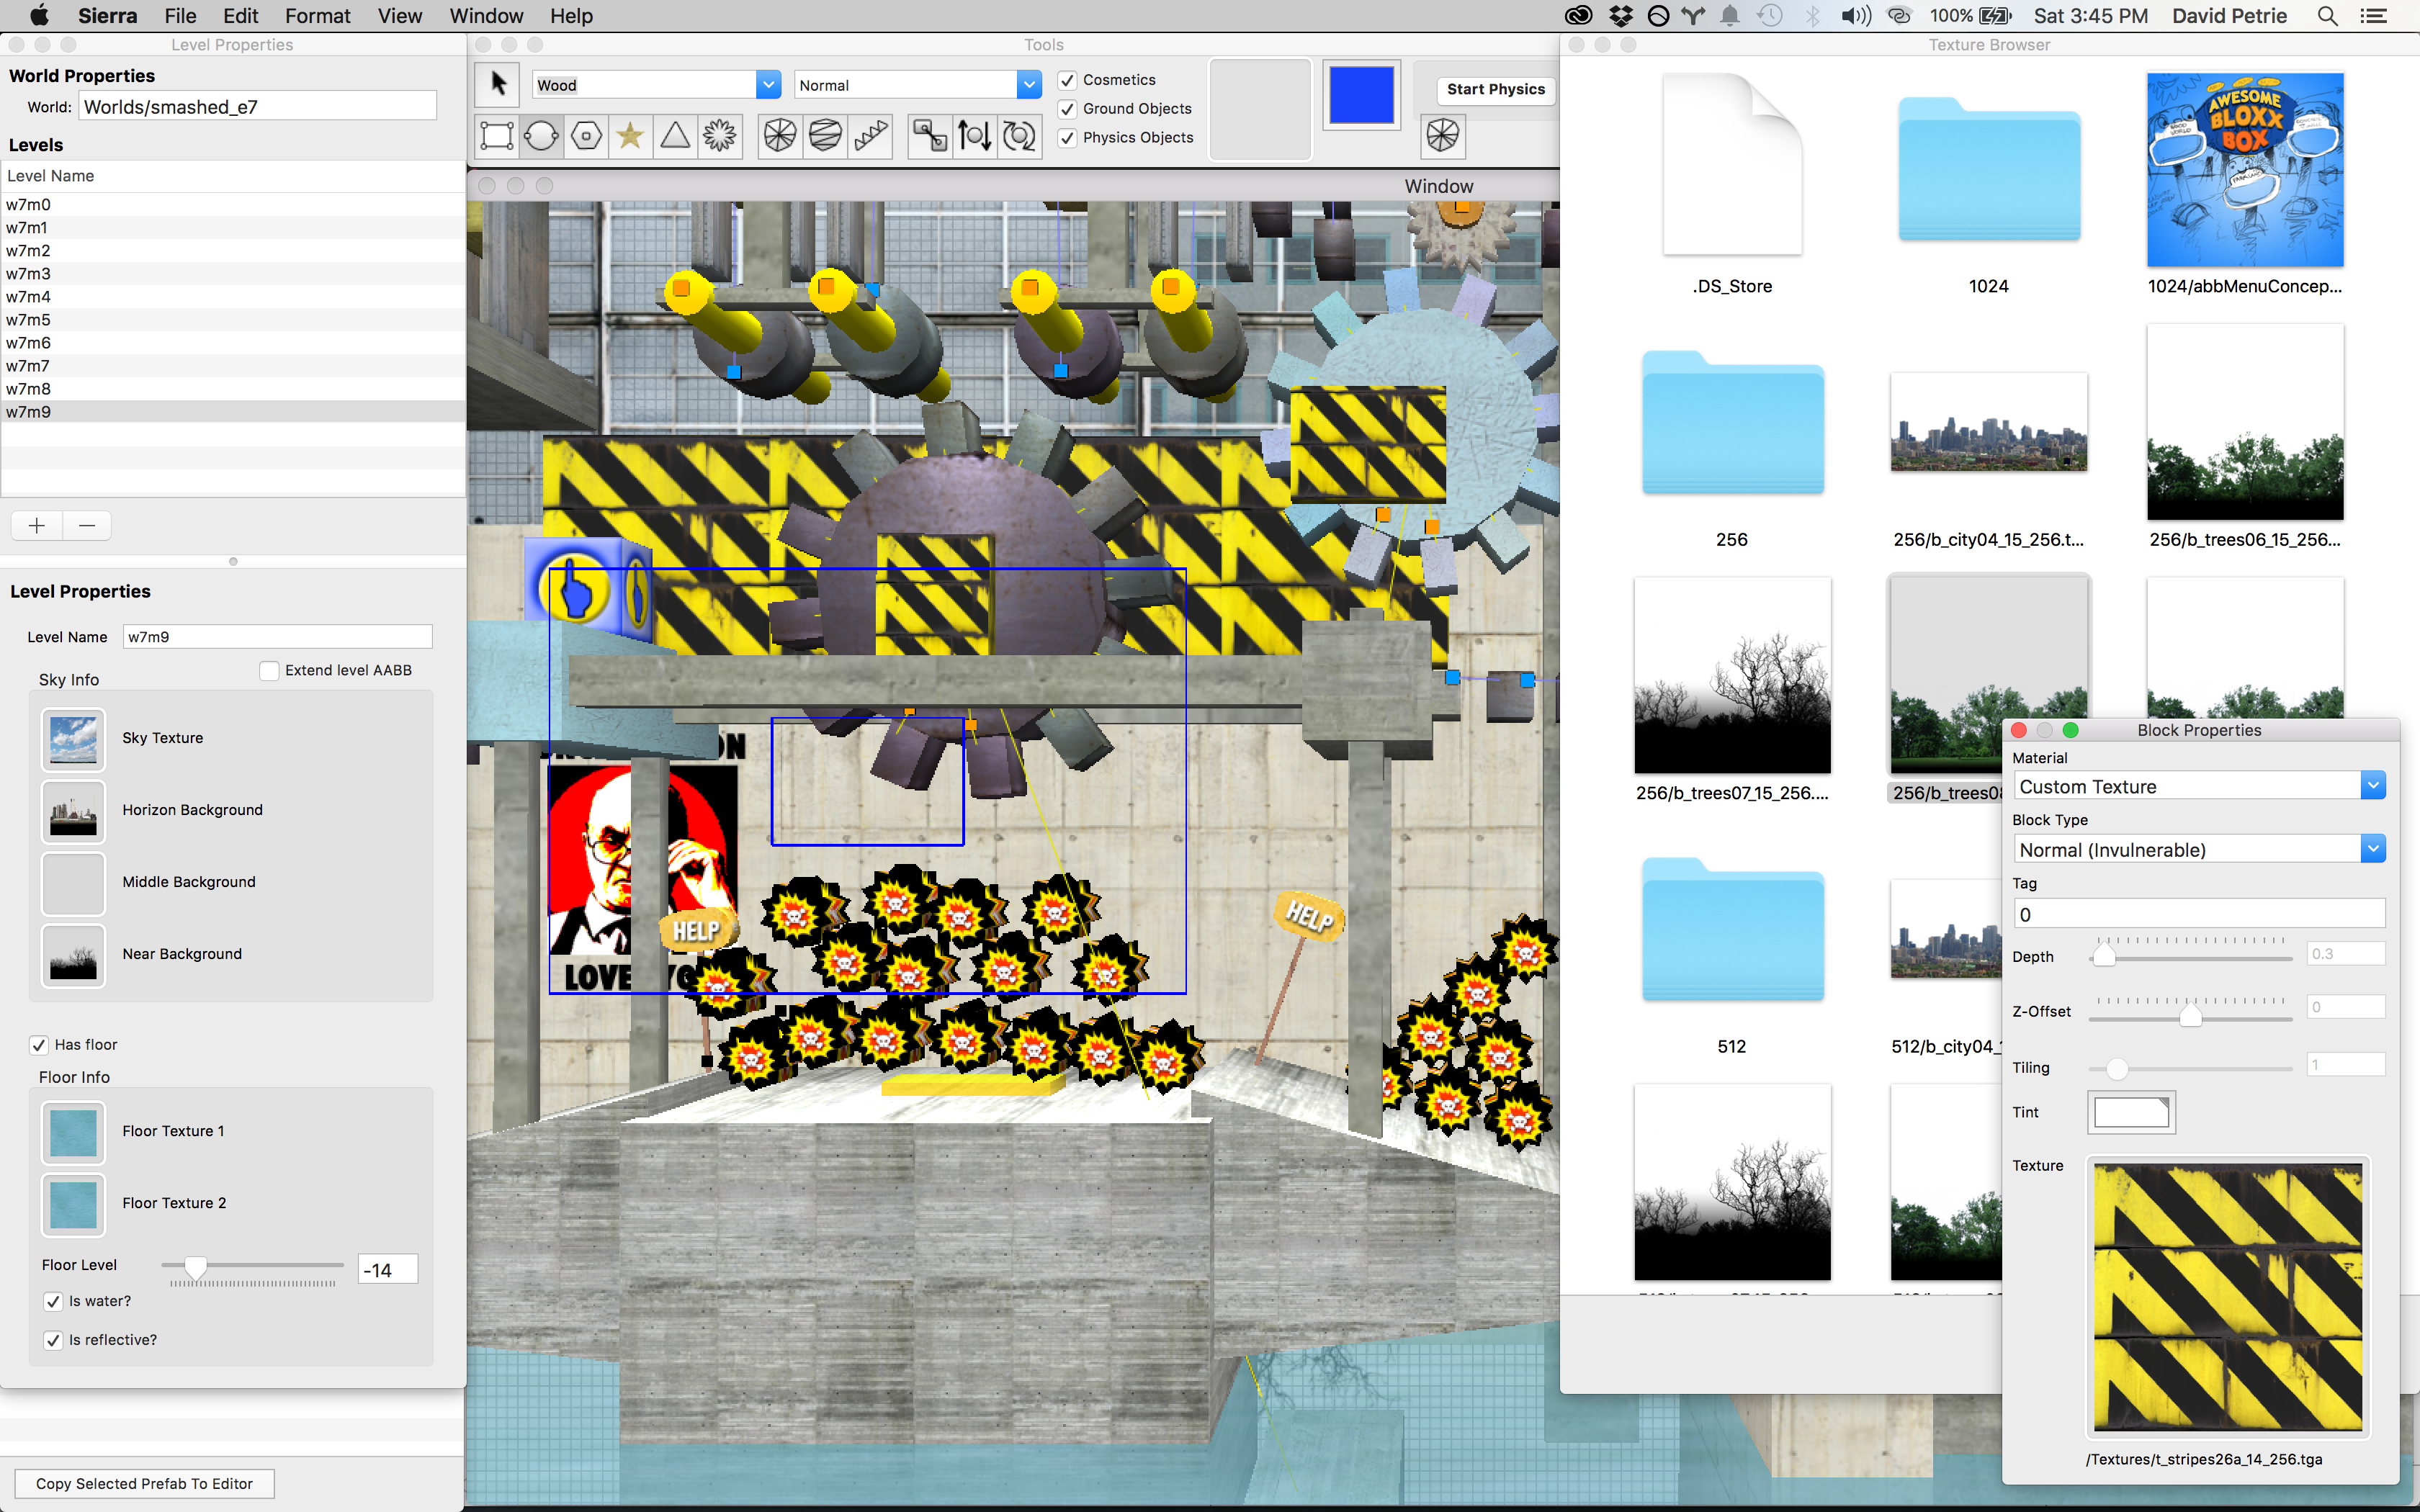 Sierra File Edit Format View Window Help
100% Sat 3:45 PM David Petrie
Level Properties
World Properties
World: Worlds/smashed_e7
Levels
Level Name
w7m0
w7m1
w7m2
w7m3
w7m4
w7m5
w7m6
w7m7
w7m8
w7m9
Level Properties
Level Name w7m9
Extend level AABB
Sky Info
Sky Texture
Horizon Background
Middle Background
Near Background
Has floor
Floor Info
Floor Texture 1
Floor Texture 2
Floor Level -14
Is water?
Is reflective?
Copy Selected Prefab To Editor
Tools
Wood Normal
Cosmetics
Ground Objects
Physics Objects
Start Physics
Window
HELP
HELP
LOVE YO
Texture Browser
AWESOME
BLOXX
BOX
.DS_Store
1024
1024/abbMenuConcep...
256
256/b_city04_15_256.t...
256/b_trees06_15_256...
256/b_trees07_15_256....
256/b_trees0
512
512/b_city04_
Block Properties
Material
Custom Texture
Block Type
Normal (Invulnerable)
Tag
0
Depth 0.3
Z-Offset 0
Tiling 1
Tint
Texture
/Textures/t_stripes26a_14_256.tga